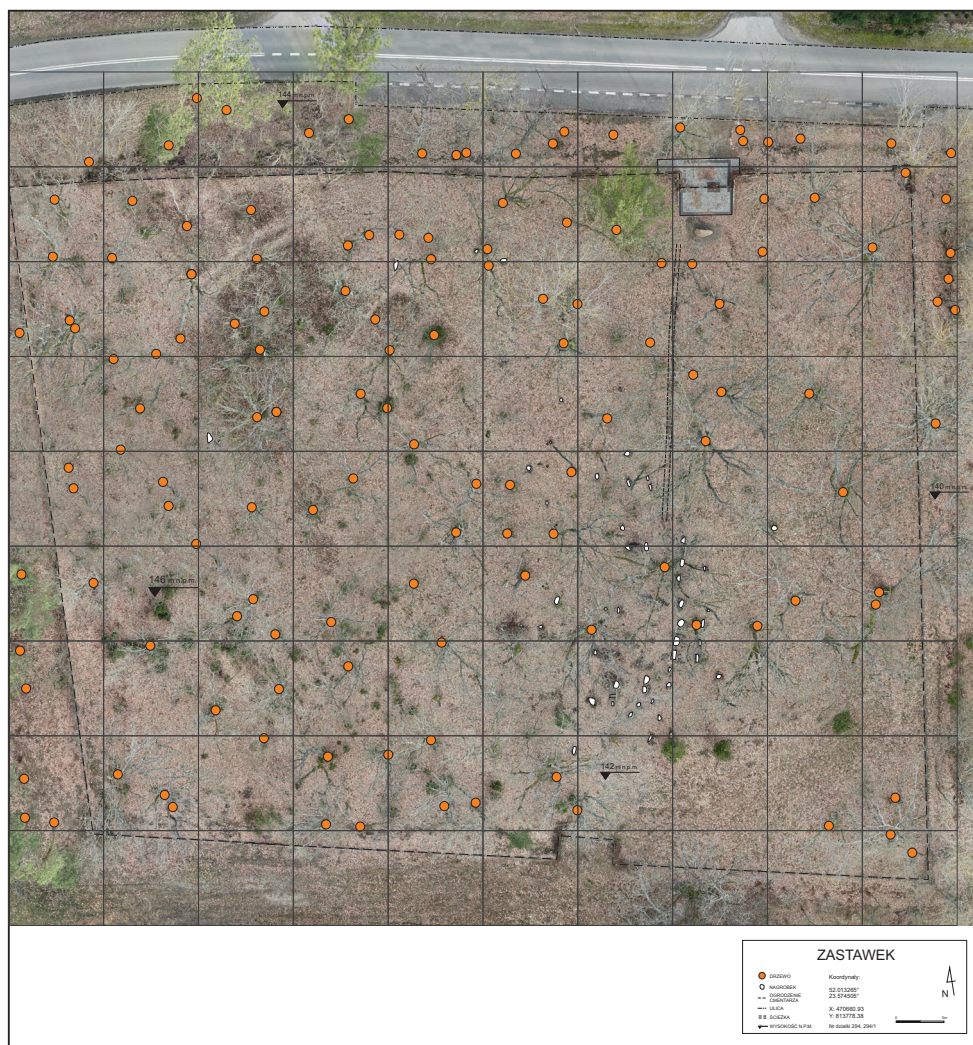 144 m n.p.m.
140 m n.p.m.
146 m n.p.m.
142 m n.p.m.
ZASTAWEK
DRZEWO
NAGROBEK
OGRODZENIE
CMENTARZA
ULICA
ŚCIEŻKA
WYSOKOŚĆ N.P.M.
Koordynaty:
52.013265°
23.574505°
X: 470660.93
Y: 813778.38
Nr działki 294, 294/1
N
0